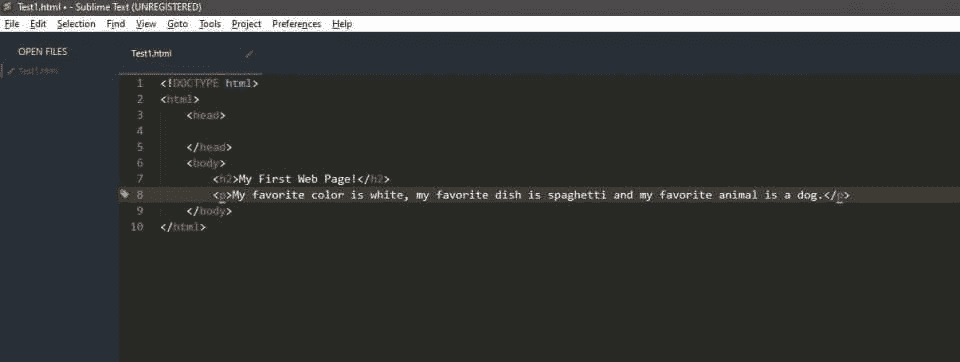 Test1.html • - Sublime Text (UNREGISTERED)
File Edit Selection Find View Goto Tools Project Preferences Help
OPEN FILES
Test1.html
Test1.html
1 <!DOCTYPE html>
2 <html>
3 <head>
4
5 </head>
6 <body>
7 <h2>My First Web Page!</h2>
8 <p>My favorite color is white, my favorite dish is spaghetti and my favorite animal is a dog.</p>
9 </body>
10 </html>